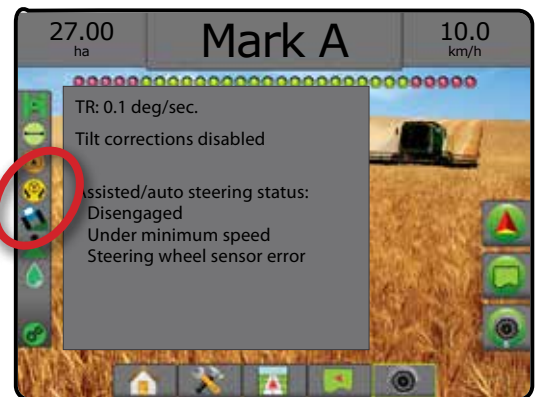 27.00
ha
Mark A
10.0
km/h
TR: 0.1 deg/sec.
Tilt corrections disabled
Assisted/auto steering status:
Disengaged
Under minimum speed
Steering wheel sensor error